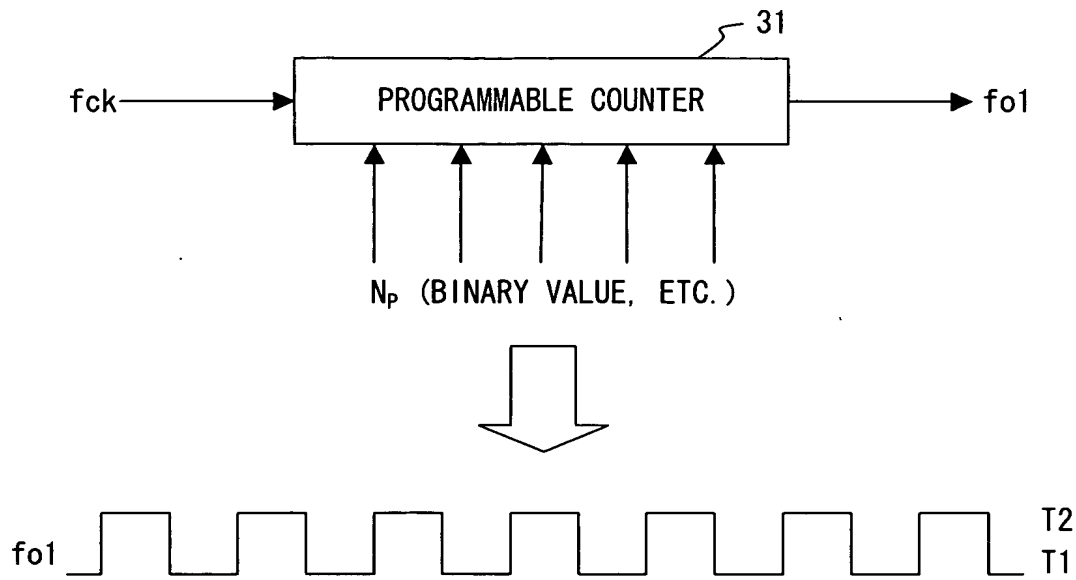 31
fck
PROGRAMMABLE COUNTER
fo1
Nₚ (BINARY VALUE, ETC.)
T2
fo1
T1